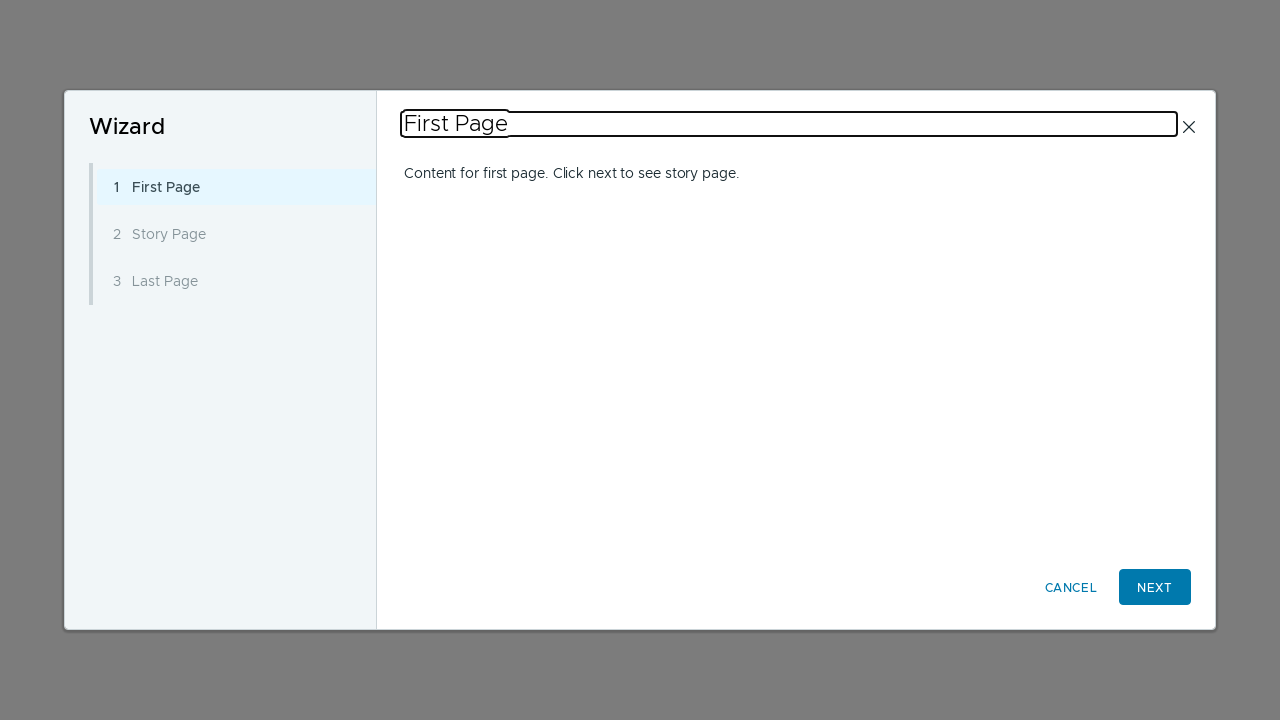 Wizard
1 First Page
2 Story Page
3 Last Page
First Page
Content for first page. Click next to see story page.
CANCEL
NEXT